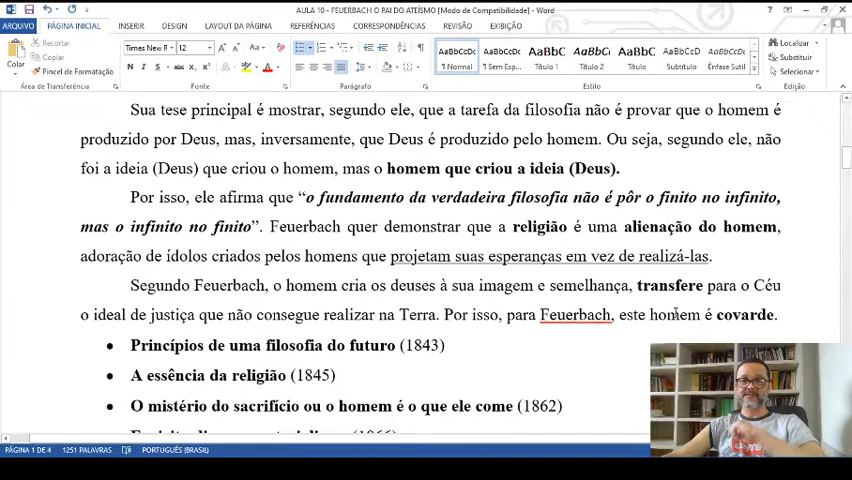 AULA 10 - FEUERBACH O PAI DO ATEÍSMO [Modo de Compatibilidade] - Word
ARQUIVO PÁGINA INICIAL INSERIR DESIGN LAYOUT DA PÁGINA REFERÊNCIAS CORRESPONDÊNCIAS REVISÃO EXIBIÇÃO
Colar
Recortar
Copiar
Pincel de Formatação
Área de Transferência
Times New R 12
N I S abc x₂ x²
Fonte
Parágrafo
AaBbCcDc AaBbCcDc AaBbC AaBbCc AaBbC AaBbCcDc AaBbCcDc
¶ Normal ¶ Sem Esp... Título 1 Título 2 Título Subtítulo Ênfase Sutil
Estilo
Localizar
Substituir
Selecionar
Edição
Sua tese principal é mostrar, segundo ele, que a tarefa da filosofia não é provar que o homem é
produzido por Deus, mas, inversamente, que Deus é produzido pelo homem. Ou seja, segundo ele, não
foi a ideia (Deus) que criou o homem, mas o homem que criou a ideia (Deus).
Por isso, ele afirma que “o fundamento da verdadeira filosofia não é pôr o finito no infinito,
mas o infinito no finito”. Feuerbach quer demonstrar que a religião é uma alienação do homem,
adoração de ídolos criados pelos homens que projetam suas esperanças em vez de realizá-las.
Segundo Feuerbach, o homem cria os deuses à sua imagem e semelhança, transfere para o Céu
o ideal de justiça que não consegue realizar na Terra. Por isso, para Feuerbach, este homem é covarde.
• Princípios de uma filosofia do futuro (1843)
• A essência da religião (1845)
• O mistério do sacrifício ou o homem é o que ele come (1862)
PÁGINA 1 DE 4 1251 PALAVRAS PORTUGUÊS (BRASIL)